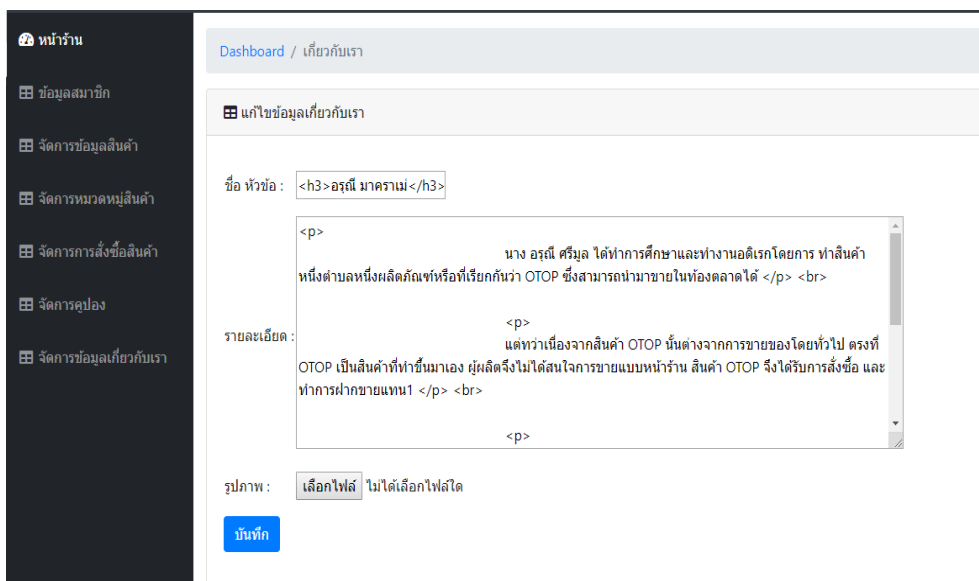 หน้าร้าน
ข้อมูลสมาชิก
จัดการข้อมูลสินค้า
จัดการหมวดหมู่สินค้า
จัดการการสั่งซื้อสินค้า
จัดการคูปอง
จัดการข้อมูลเกี่ยวกับเรา
Dashboard / เกี่ยวกับเรา
แก้ไขข้อมูลเกี่ยวกับเรา
ชื่อ หัวข้อ : <h3>อรุณี มาคราเม่</h3>
รายละเอียด :
<p>
นาง อรุณี ศรีมูล ได้ทำการศึกษาและทำงานอดิเรกโดยการ ทำสินค้า
หนึ่งตำบลหนึ่งผลิตภัณฑ์หรือที่เรียกกันว่า OTOP ซึ่งสามารถนำมาขายในท้องตลาดได้ </p> <br>
<p>
แต่ทว่าเนื่องจากสินค้า OTOP นั้นต่างจากการขายของโดยทั่วไป ตรงที่
OTOP เป็นสินค้าที่ทำขึ้นมาเอง ผู้ผลิตจึงไม่ได้สนใจการขายแบบหน้าร้าน สินค้า OTOP จึงได้รับการสั่งซื้อ และ
ทำการฝากขายแทน1 </p> <br>
<p>
รูปภาพ : เลือกไฟล์ ไม่ได้เลือกไฟล์ใด
บันทึก